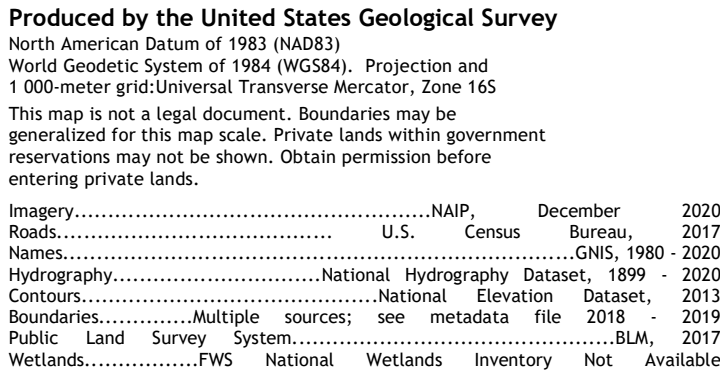 Produced by the United States Geological Survey
North American Datum of 1983 (NAD83)
World Geodetic System of 1984 (WGS84). Projection and
1 000-meter grid:Universal Transverse Mercator, Zone 16S
This map is not a legal document. Boundaries may be
generalized for this map scale. Private lands within government
reservations may not be shown. Obtain permission before
entering private lands.
Imagery.....................................................NAIP, December 2020
Roads......................................... U.S. Census Bureau, 2017
Names............................................................................GNIS, 1980 - 2020
Hydrography...............................National Hydrography Dataset, 1899 - 2020
Contours............................................National Elevation Dataset, 2013
Boundaries..............Multiple sources; see metadata file 2018 - 2019
Public Land Survey System................................................BLM, 2017
Wetlands.................FWS National Wetlands Inventory Not Available